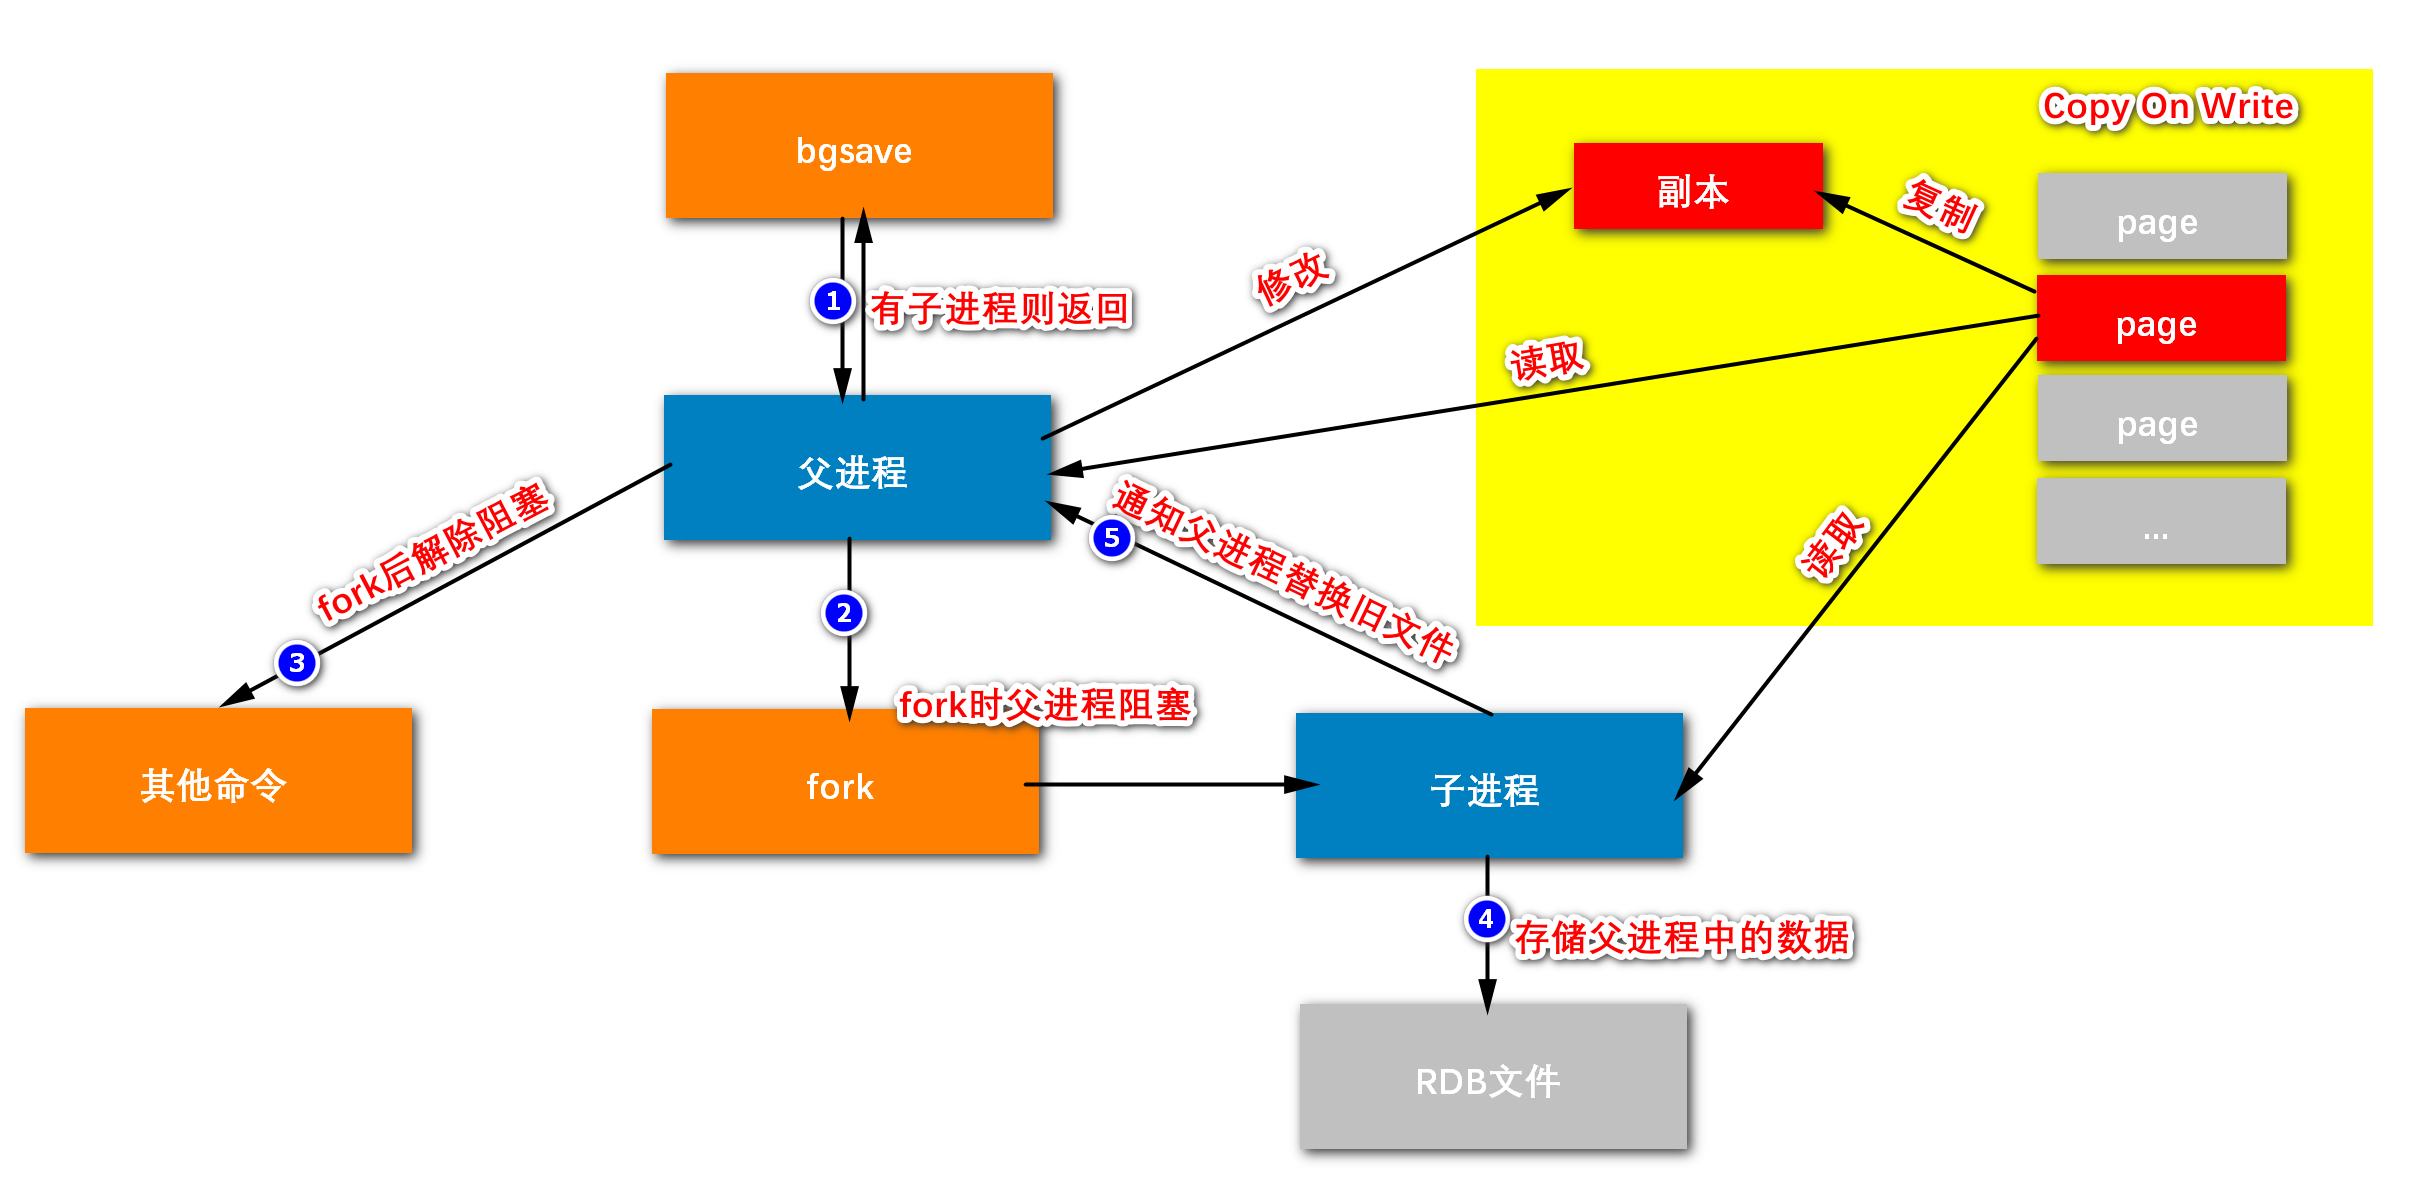 Copy On Write
bgsave
副本
复制
page
修改
1
有子进程则返回
page
读取
page
父进程
通知父进程替换旧文件
5
fork后解除阻塞
...
读取
2
3
fork时父进程阻塞
其他命令
fork
子进程
4
存储父进程中的数据
RDB文件